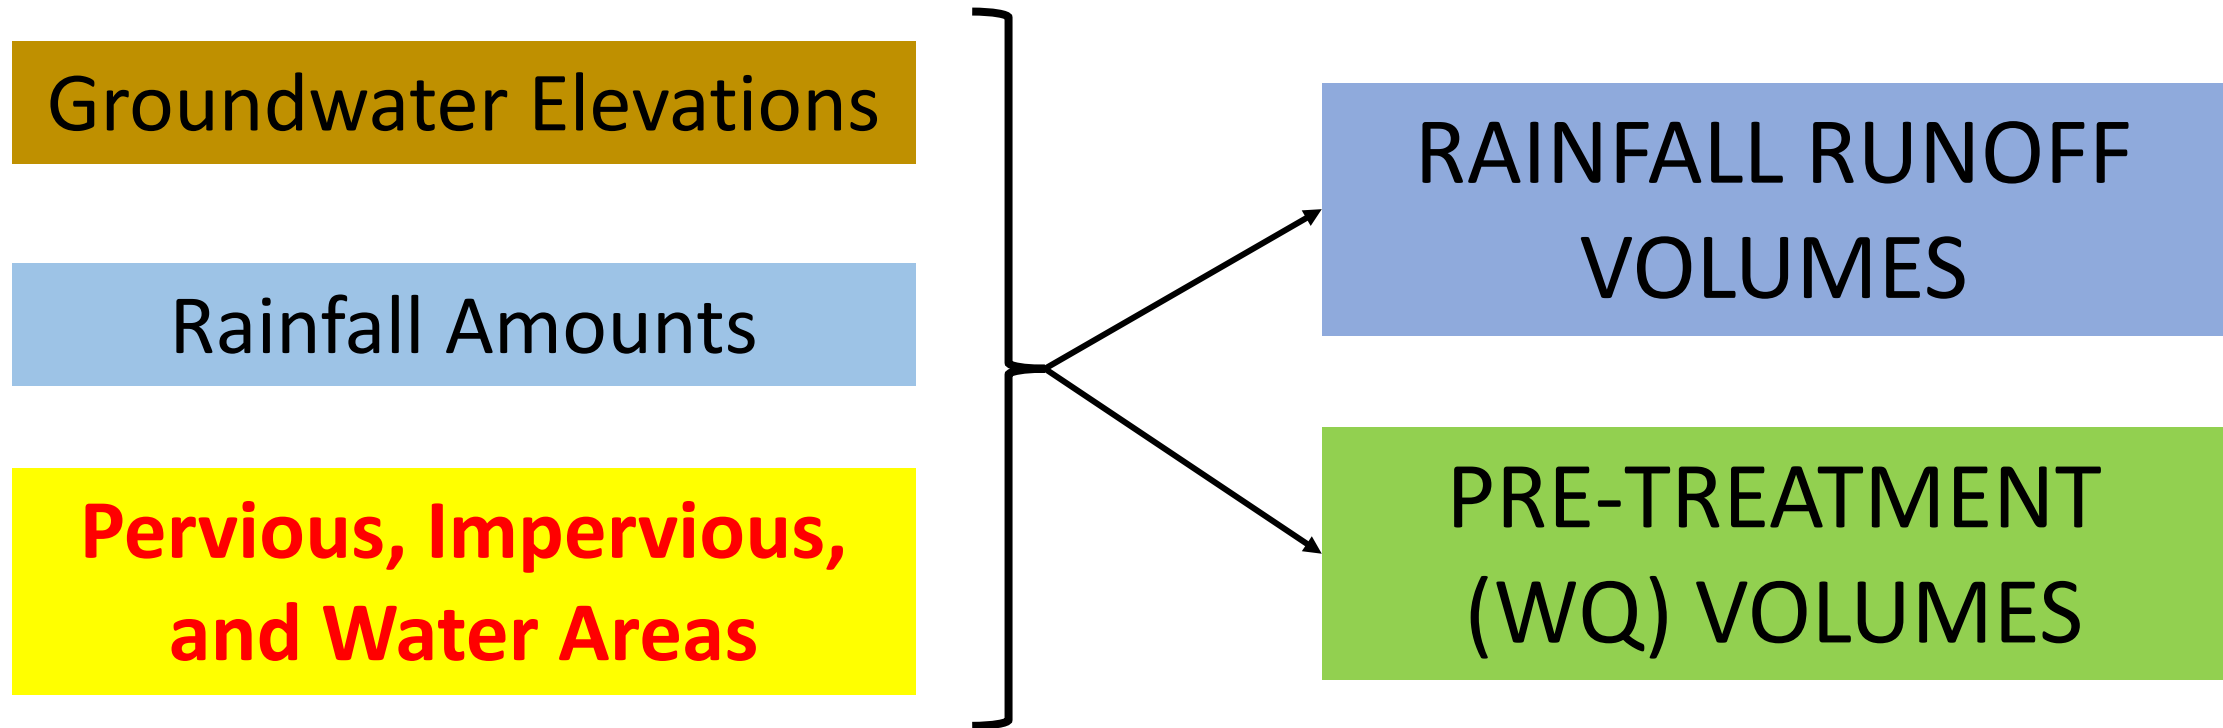 Groundwater Elevations
Rainfall Amounts
Pervious, Impervious,
and Water Areas
RAINFALL RUNOFF
VOLUMES
PRE-TREATMENT
(WQ) VOLUMES